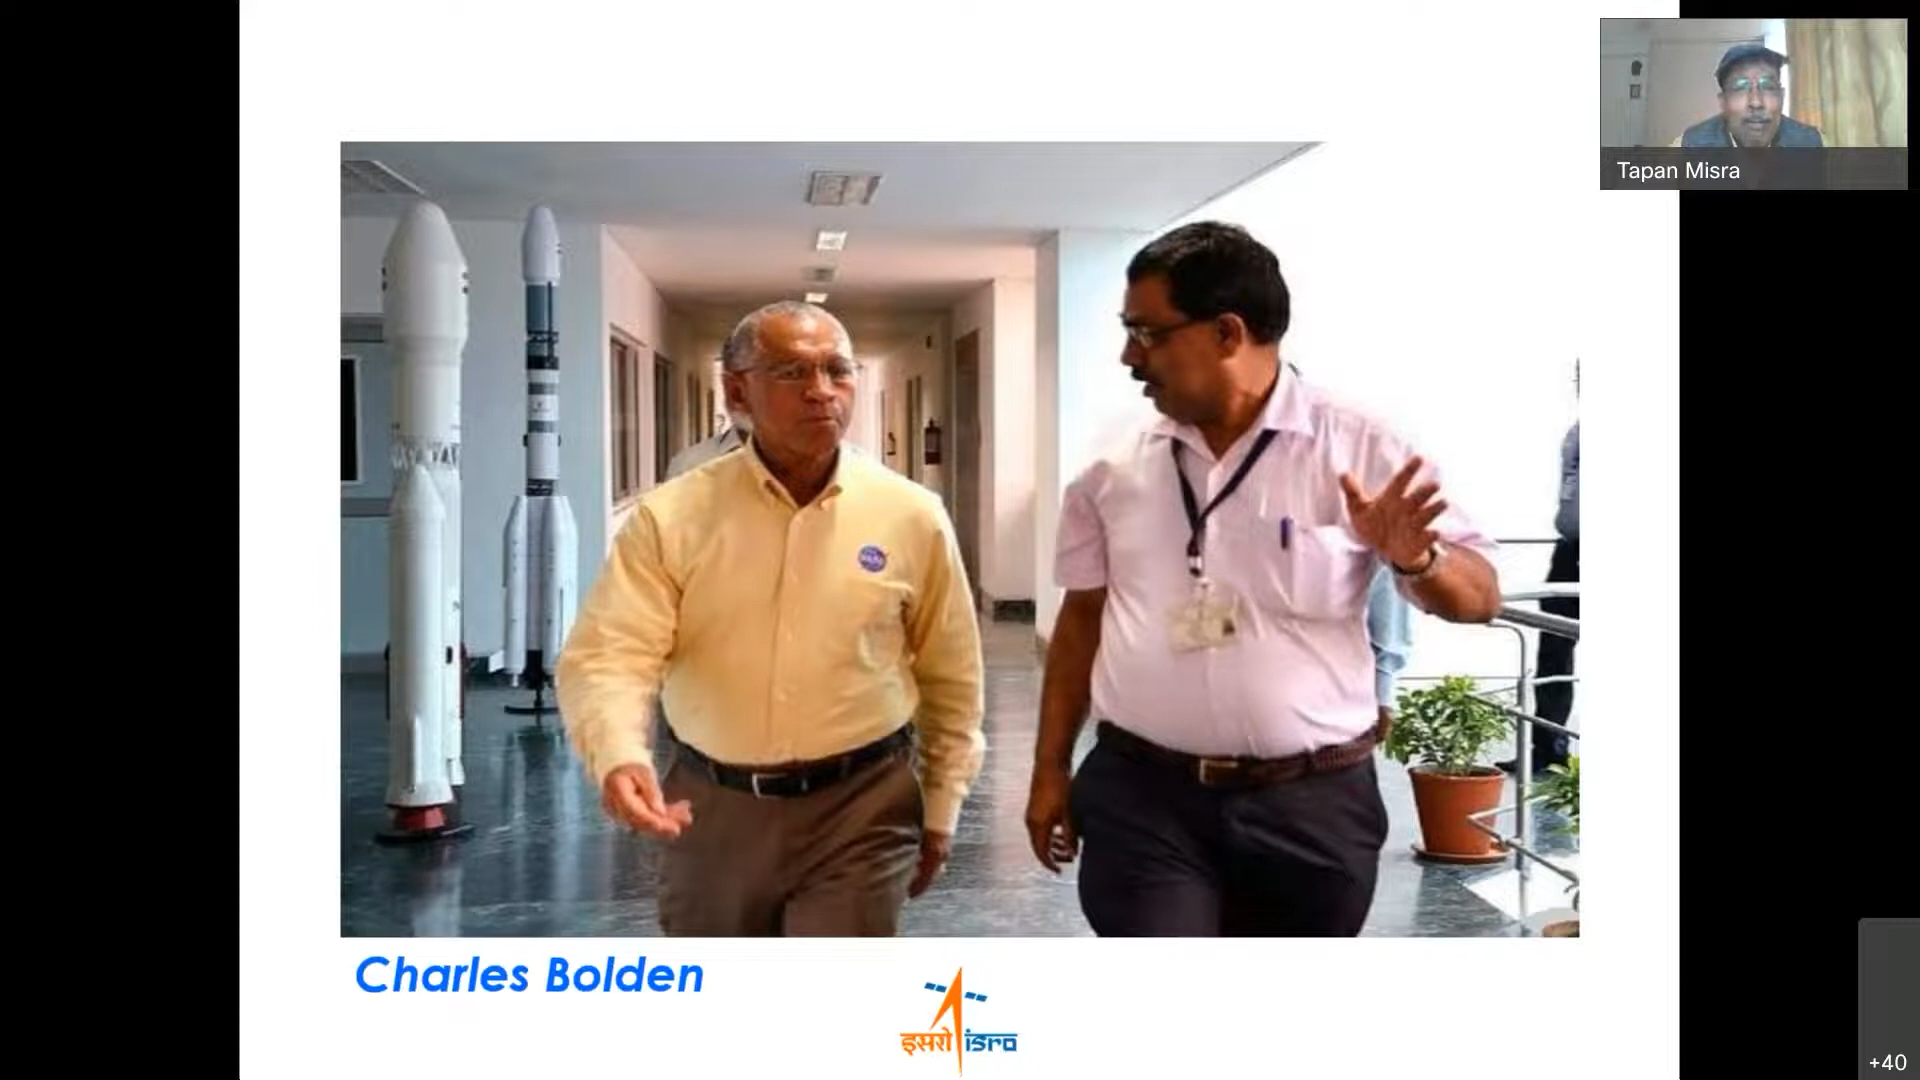 Tapan Misra
Charles Bolden
इसरो isro
+40